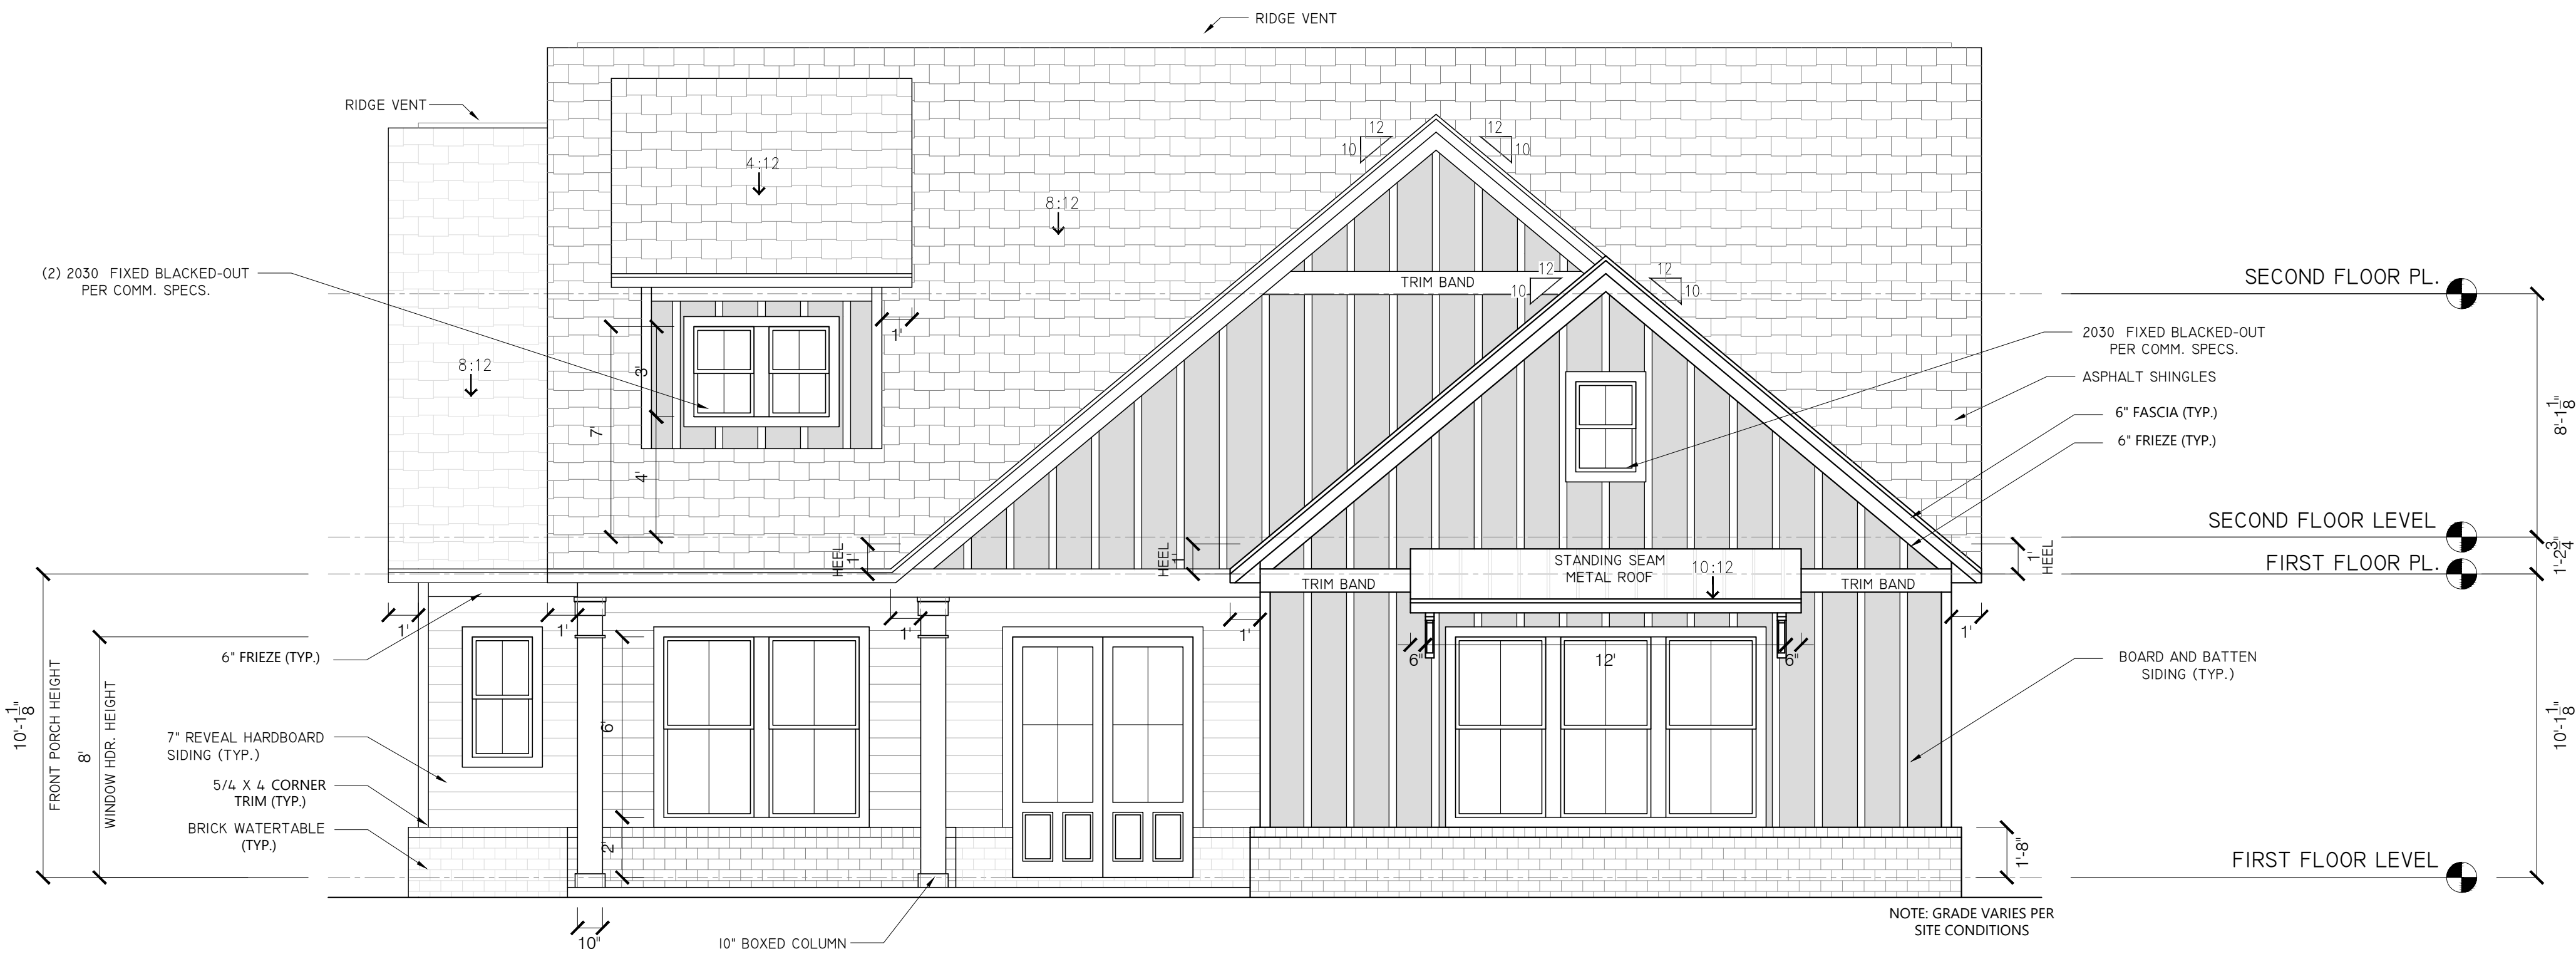 RIDGE VENT
RIDGE VENT
4:12
8:12
8:12
12
12
10
10
(2) 2030 FIXED BLACKED-OUT
PER COMM. SPECS.
1'
3'
7'
4'
TRIM BAND
12
12
10
10
SECOND FLOOR PL.
2030 FIXED BLACKED-OUT
PER COMM. SPECS.
ASPHALT SHINGLES
6" FASCIA (TYP.)
6" FRIEZE (TYP.)
8'-1 1/8"
SECOND FLOOR LEVEL
1'-2 3/4"
FIRST FLOOR PL.
HEEL
1'
HEEL
1'
1'
HEEL
STANDING SEAM
METAL ROOF
10:12
TRIM BAND
TRIM BAND
1'
1'
1'
1'
1'
6" FRIEZE (TYP.)
6"
12'
6"
10'-1 1/8"
FRONT PORCH HEIGHT
8'
WINDOW HDR. HEIGHT
6'
2'
7" REVEAL HARDBOARD
SIDING (TYP.)
5/4 X 4 CORNER
TRIM (TYP.)
BRICK WATERTABLE
(TYP.)
BOARD AND BATTEN
SIDING (TYP.)
10'-1 1/8"
1'-8"
FIRST FLOOR LEVEL
10"
10" BOXED COLUMN
NOTE: GRADE VARIES PER
SITE CONDITIONS